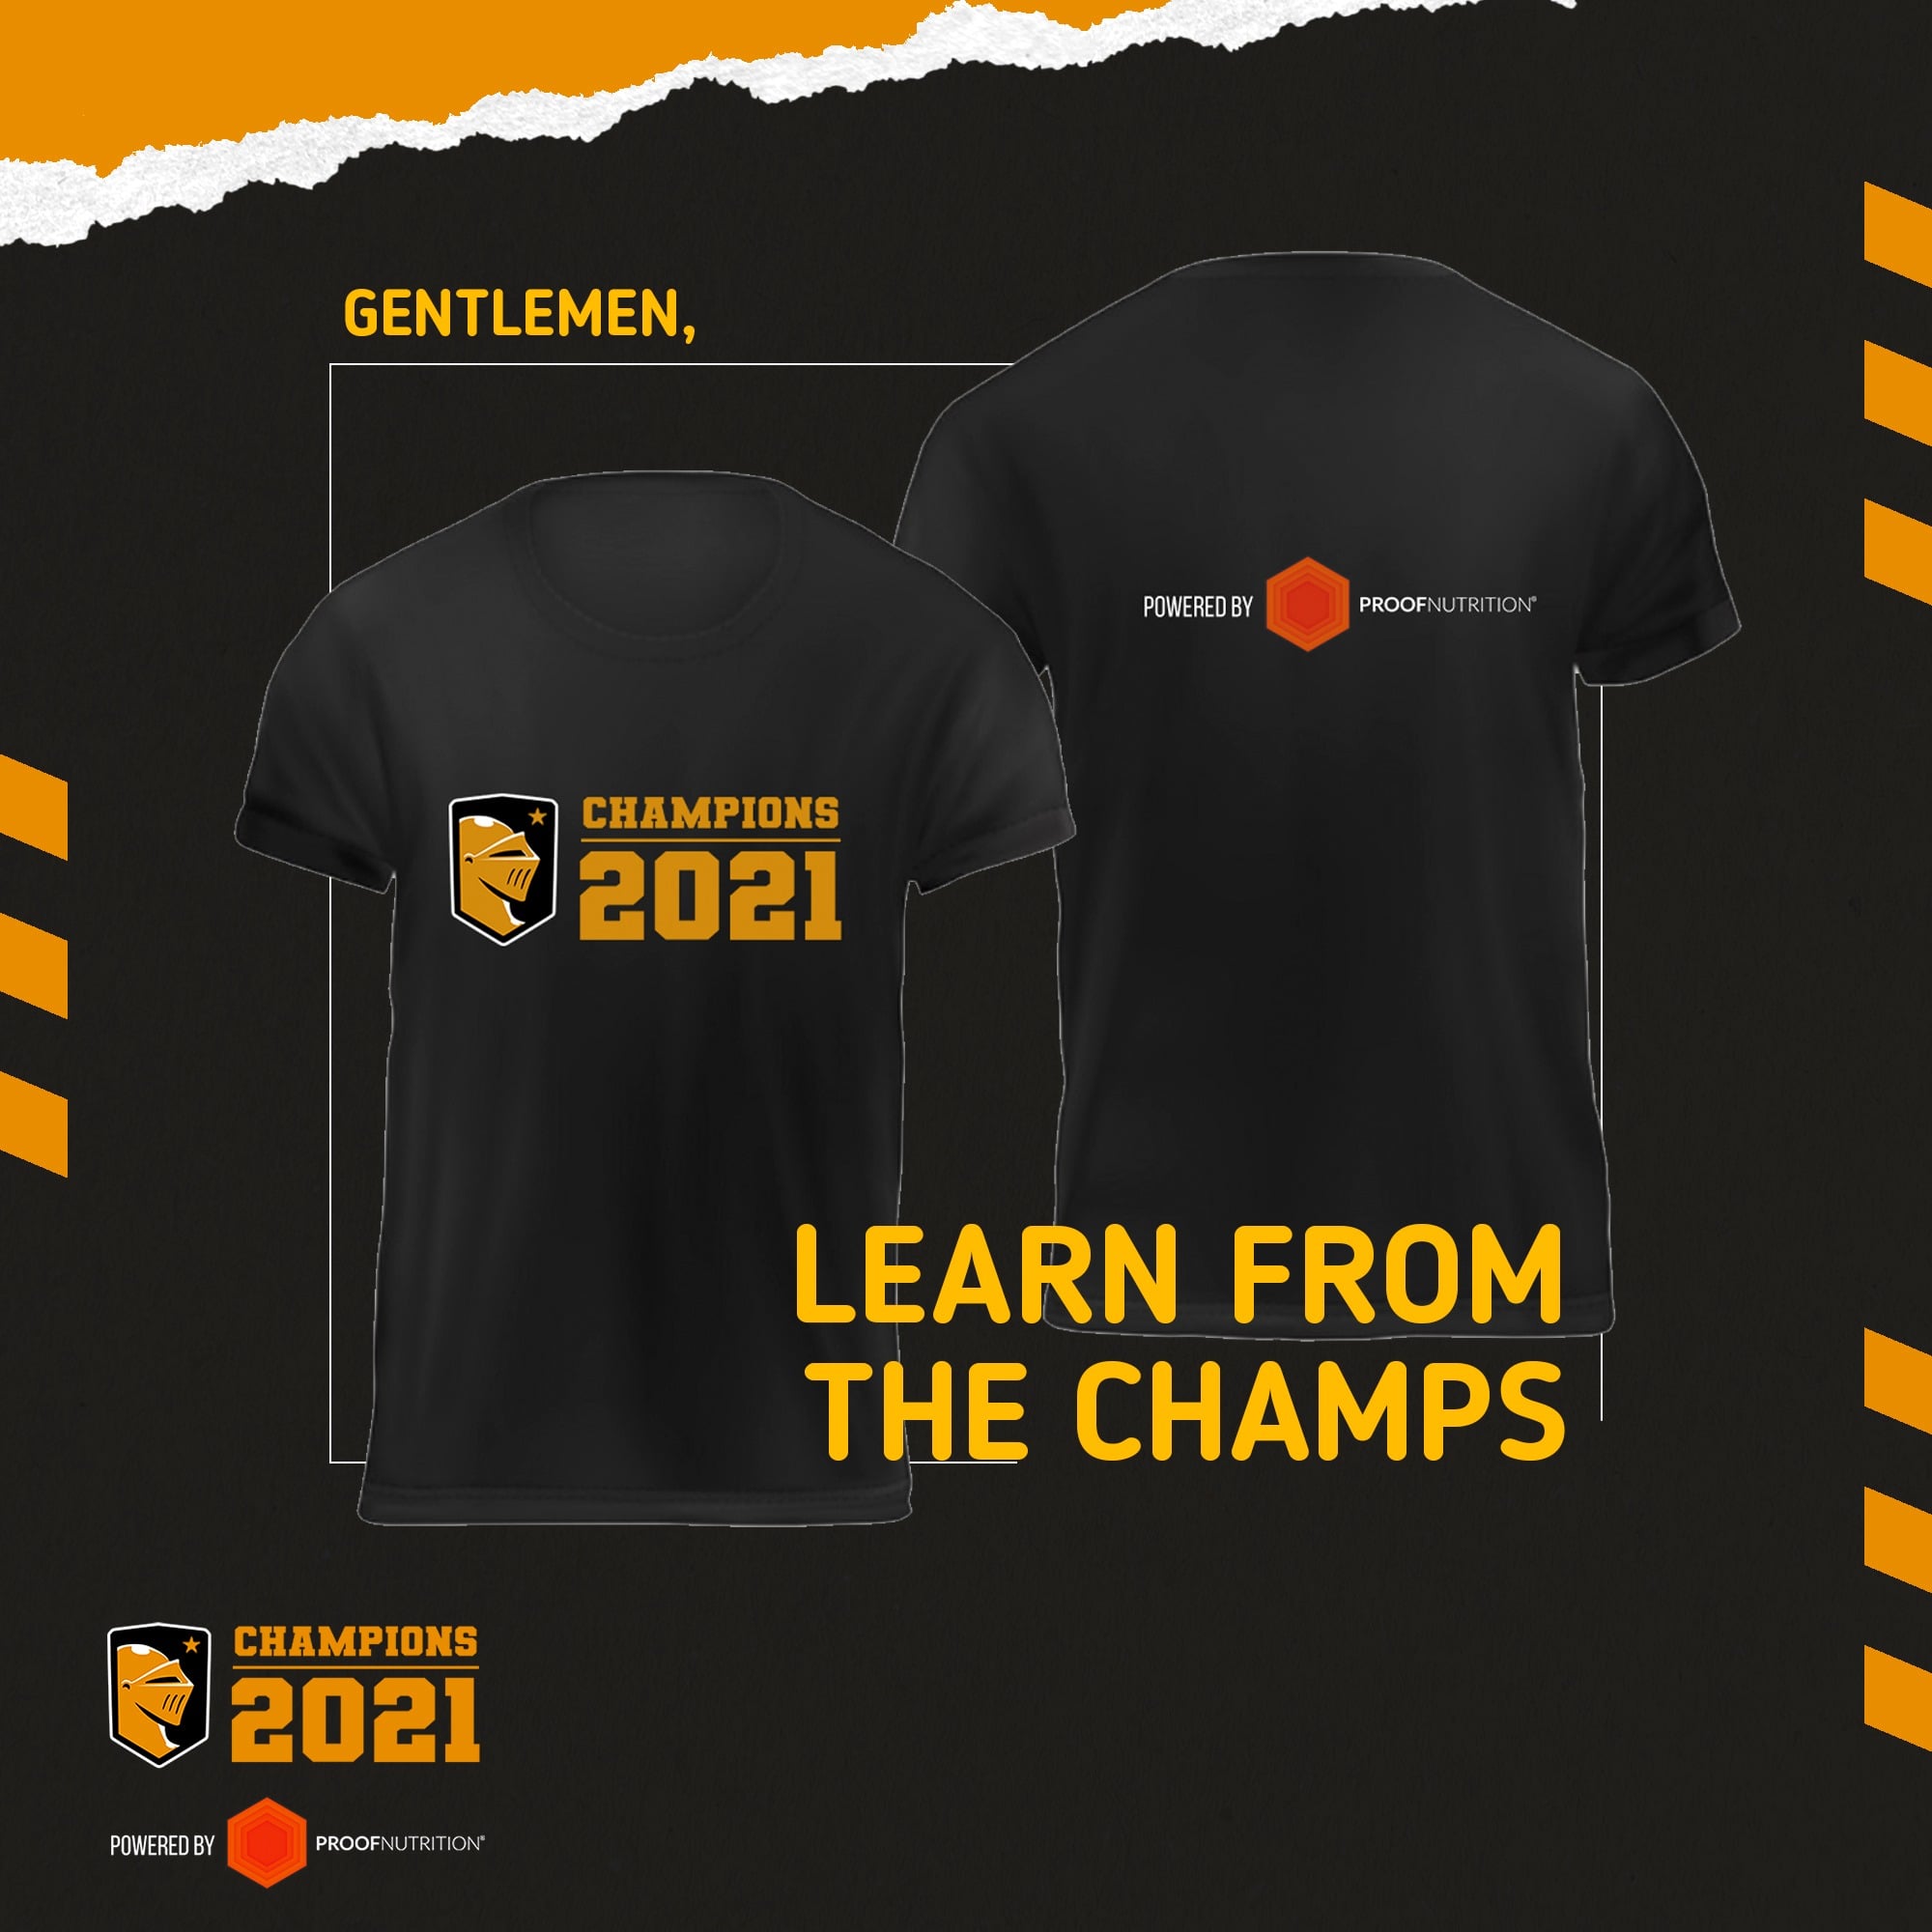 GENTLEMEN,
POWERED BY PROOFNUTRITION®
CHAMPIONS
2021
LEARN FROM
THE CHAMPS
CHAMPIONS
2021
POWERED BY PROOFNUTRITION®